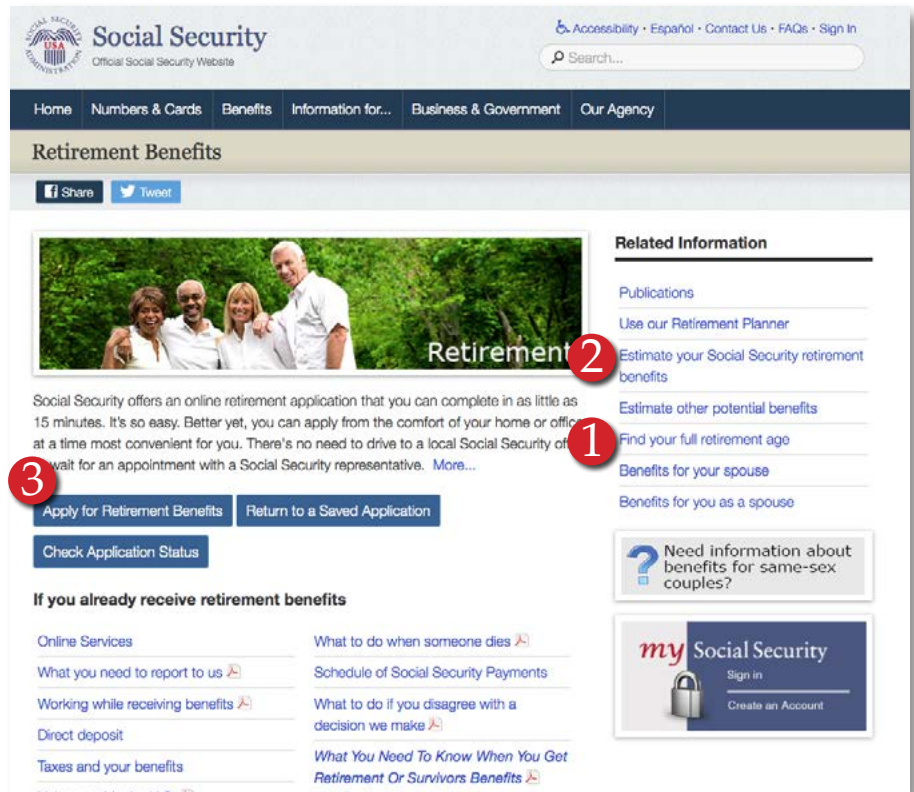 SOCIAL SECURITY ADMINISTRATION
USA
Social Security
Official Social Security Website
Accessibility • Español • Contact Us • FAQs • Sign In
Search...
Home Numbers & Cards Benefits Information for... Business & Government Our Agency
Retirement Benefits
Share Tweet
Retirement
Social Security offers an online retirement application that you can complete in as little as
15 minutes. It's so easy. Better yet, you can apply from the comfort of your home or office
at a time most convenient for you. There's no need to drive to a local Social Security
wait for an appointment with a Social Security representative. More...
3
Apply for Retirement Benefits Return to a Saved Application
Check Application Status
If you already receive retirement benefits
Online Services
What you need to report to us
Working while receiving benefits
Direct deposit
Taxes and your benefits
What to do when someone dies
Schedule of Social Security Payments
What to do if you disagree with a
decision we make
What You Need To Know When You Get
Retirement Or Survivors Benefits
Related Information
Publications
Use our Retirement Planner
2
Estimate your Social Security retirement
benefits
Estimate other potential benefits
1
Find your full retirement age
Benefits for your spouse
Benefits for you as a spouse
Need information about
benefits for same-sex
couples?
my Social Security
Sign in
Create an Account